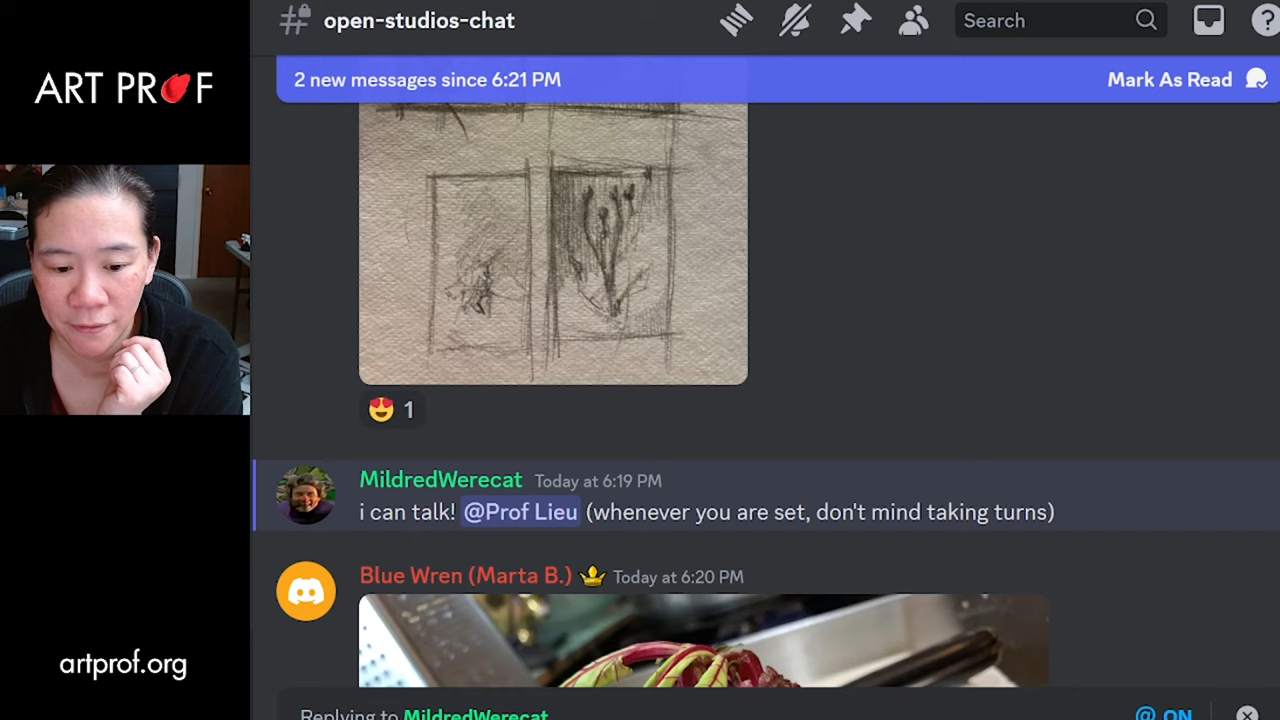 ART PROF
artprof.org
open-studios-chat
Search
2 new messages since 6:21 PM
Mark As Read
1
MildredWerecat Today at 6:19 PM
i can talk! @Prof Lieu (whenever you are set, don't mind taking turns)
Blue Wren (Marta B.) Today at 6:20 PM
Replying to MildredWerecat
@ ON